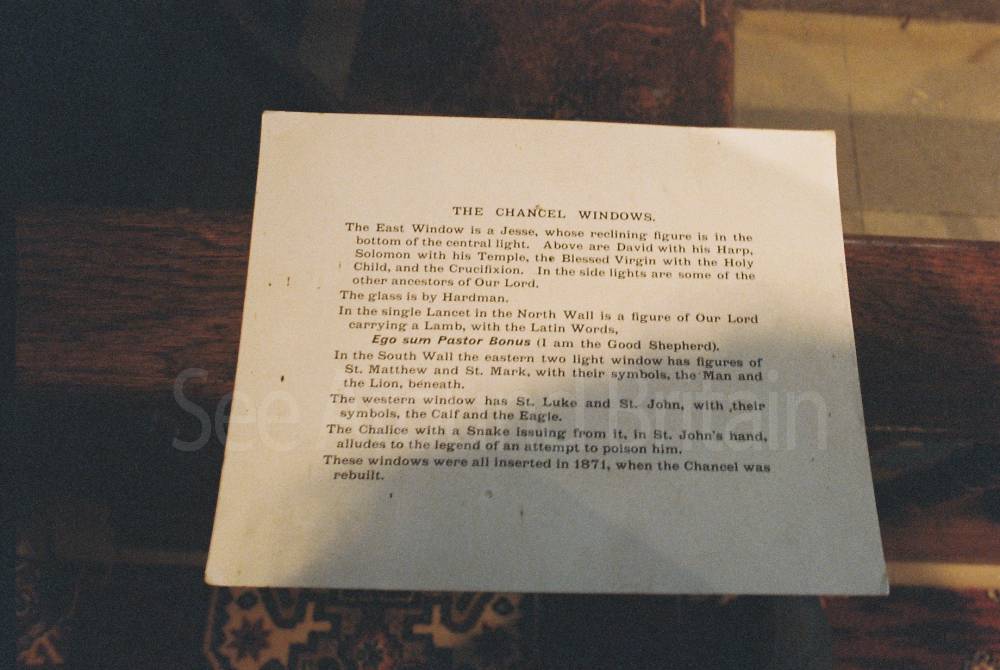 THE CHANCEL WINDOWS.
The East Window is a Jesse, whose reclining figure is in the
bottom of the central light. Above are David with his Harp,
Solomon with his Temple, the Blessed Virgin with the Holy
Child, and the Crucifixion. In the side lights are some of the
other ancestors of Our Lord.
The glass is by Hardman.
In the single Lancet in the North Wall is a figure of Our Lord
carrying a Lamb, with the Latin Words,
Ego sum Pastor Bonus (I am the Good Shepherd).
In the South Wall the eastern two light window has figures of
St. Matthew and St. Mark, with their symbols, the Man and
the Lion, beneath.
The western window has St. Luke and St. John, with their
symbols, the Calf and the Eagle.
The Chalice with a Snake issuing from it, in St. John's hand,
alludes to the legend of an attempt to poison him.
These windows were all inserted in 1871, when the Chancel was
rebuilt.
See Around Britain